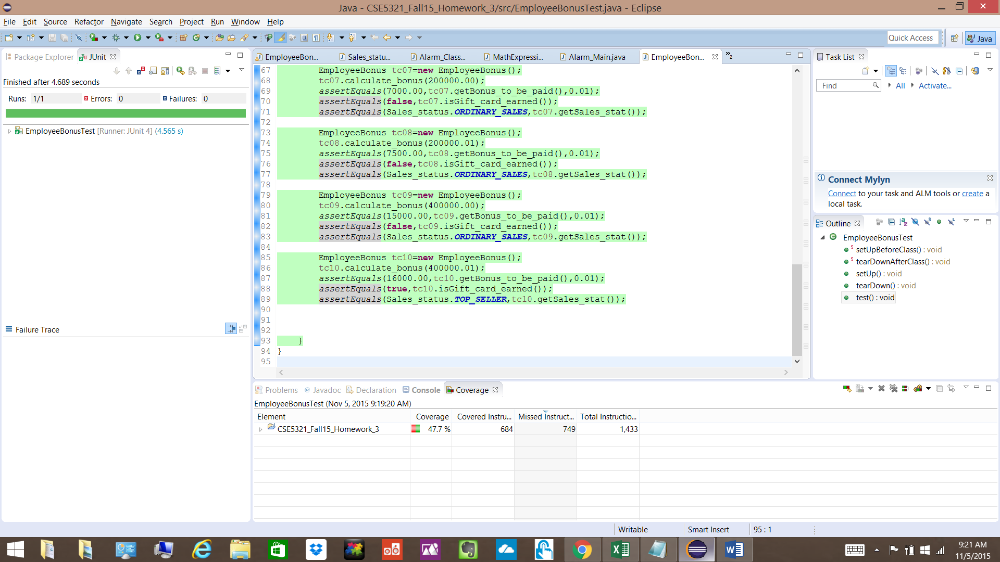 Java - CSE5321_Fall15_Homework_3/src/EmployeeBonusTest.java - Eclipse
File Edit Source Refactor Navigate Search Project Run Window Help
Quick Access
Java
Package Explorer
JUnit
Finished after 4.689 seconds
Runs: 1/1 Errors: 0 Failures: 0
EmployeeBonusTest [Runner: JUnit 4] (4.565 s)
Failure Trace
EmployeeBon... Sales_statu... Alarm_Class... MathExpressi... Alarm_Main.java EmployeeBon... »2
67 EmployeeBonus tc07=new EmployeeBonus();
68 tc07.calculate_bonus(200000.00);
69 assertEquals(7000.00,tc07.getBonus_to_be_paid(),0.01);
70 assertEquals(false,tc07.isGift_card_earned());
71 assertEquals(Sales_status.ORDINARY_SALES,tc07.getSales_stat());
72
73 EmployeeBonus tc08=new EmployeeBonus();
74 tc08.calculate_bonus(200000.01);
75 assertEquals(7500.00,tc08.getBonus_to_be_paid(),0.01);
76 assertEquals(false,tc08.isGift_card_earned());
77 assertEquals(Sales_status.ORDINARY_SALES,tc08.getSales_stat());
78
79 EmployeeBonus tc09=new EmployeeBonus();
80 tc09.calculate_bonus(400000.00);
81 assertEquals(15000.00,tc09.getBonus_to_be_paid(),0.01);
82 assertEquals(false,tc09.isGift_card_earned());
83 assertEquals(Sales_status.ORDINARY_SALES,tc09.getSales_stat());
84
85 EmployeeBonus tc10=new EmployeeBonus();
86 tc10.calculate_bonus(400000.01);
87 assertEquals(16000.00,tc10.getBonus_to_be_paid(),0.01);
88 assertEquals(true,tc10.isGift_card_earned());
89 assertEquals(Sales_status.TOP_SELLER,tc10.getSales_stat());
90
91
92
93 }
94 }
95
Task List
Find All Activate...
Connect Mylyn
Connect to your task and ALM tools or create a
local task.
Outline
EmployeeBonusTest
setUpBeforeClass() : void
tearDownAfterClass() : void
setUp() : void
tearDown() : void
test() : void
Problems @ Javadoc Declaration Console Coverage
EmployeeBonusTest (Nov 5, 2015 9:19:20 AM)
Element Coverage Covered Instru... Missed Instruct... Total Instructio...
CSE5321_Fall15_Homework_3 47.7 % 684 749 1,433
Writable Smart Insert 95 : 1
9:21 AM
11/5/2015